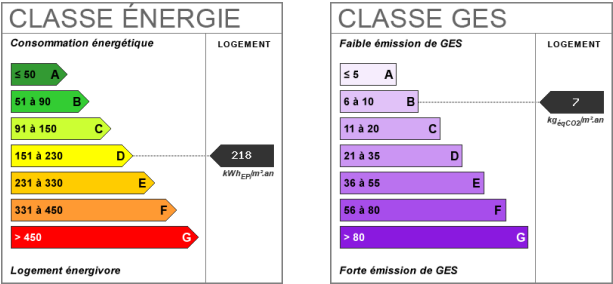 CLASSE ÉNERGIE
Consommation énergétique
LOGEMENT
≤ 50 A
51 à 90 B
91 à 150 C
151 à 230 D
218
kWhEP/m².an
231 à 330 E
331 à 450 F
> 450 G
Logement énergivore
CLASSE GES
Faible émission de GES
LOGEMENT
≤ 5 A
6 à 10 B
7
kgéqCO2/m².an
11 à 20 C
21 à 35 D
36 à 55 E
56 à 80 F
> 80 G
Forte émission de GES